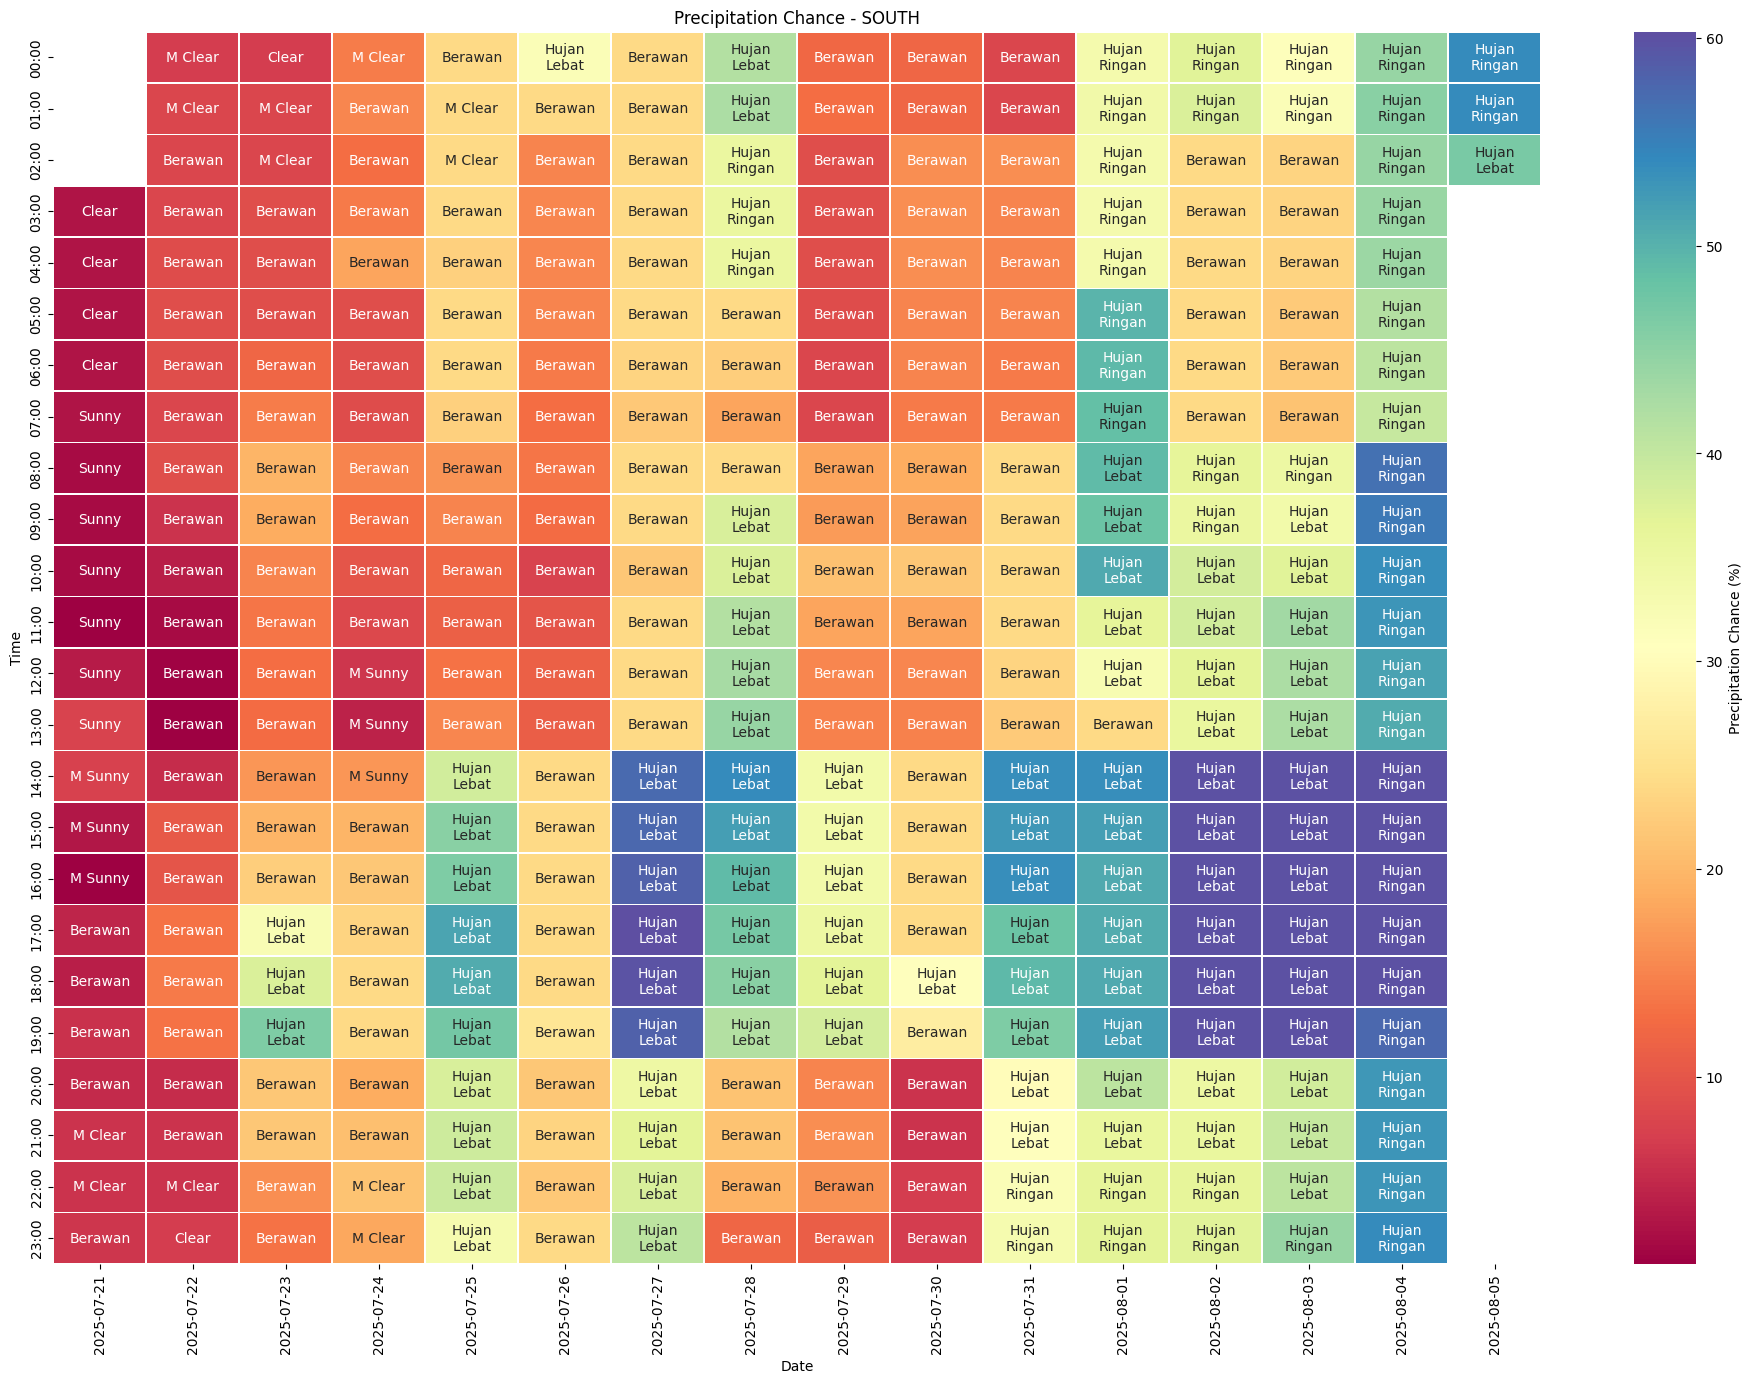 Precipitation Chance - SOUTH
00:00 M Clear Clear M Clear Berawan Hujan Lebat Berawan Hujan Lebat Berawan Berawan Berawan Hujan Ringan Hujan Ringan Hujan Ringan Hujan Ringan Hujan Ringan
01:00 M Clear M Clear Berawan M Clear Berawan Berawan Hujan Lebat Berawan Berawan Berawan Hujan Ringan Hujan Ringan Hujan Ringan Hujan Ringan Hujan Ringan
02:00 Berawan M Clear Berawan M Clear Berawan Berawan Hujan Ringan Berawan Berawan Berawan Hujan Ringan Berawan Berawan Hujan Ringan Hujan Lebat
03:00 Clear Berawan Berawan Berawan Berawan Berawan Berawan Hujan Ringan Berawan Berawan Berawan Hujan Ringan Berawan Berawan Hujan Ringan
04:00 Clear Berawan Berawan Berawan Berawan Berawan Berawan Hujan Ringan Berawan Berawan Berawan Hujan Ringan Berawan Berawan Hujan Ringan
05:00 Clear Berawan Berawan Berawan Berawan Berawan Berawan Berawan Berawan Berawan Berawan Hujan Ringan Berawan Berawan Hujan Ringan
06:00 Clear Berawan Berawan Berawan Berawan Berawan Berawan Berawan Berawan Berawan Berawan Hujan Ringan Berawan Berawan Hujan Ringan
07:00 Sunny Berawan Berawan Berawan Berawan Berawan Berawan Berawan Berawan Berawan Berawan Hujan Ringan Berawan Berawan Hujan Ringan
08:00 Sunny Berawan Berawan Berawan Berawan Berawan Berawan Berawan Berawan Berawan Berawan Hujan Lebat Hujan Ringan Hujan Ringan Hujan Ringan
09:00 Sunny Berawan Berawan Berawan Berawan Berawan Berawan Hujan Lebat Berawan Berawan Berawan Hujan Lebat Hujan Ringan Hujan Lebat Hujan Ringan
10:00 Sunny Berawan Berawan Berawan Berawan Berawan Berawan Hujan Lebat Berawan Berawan Berawan Hujan Lebat Hujan Lebat Hujan Lebat Hujan Ringan
11:00 Sunny Berawan Berawan Berawan Berawan Berawan Berawan Hujan Lebat Berawan Berawan Berawan Hujan Lebat Hujan Lebat Hujan Lebat Hujan Ringan
12:00 Sunny Berawan Berawan M Sunny Berawan Berawan Berawan Hujan Lebat Berawan Berawan Berawan Hujan Lebat Hujan Lebat Hujan Lebat Hujan Ringan
13:00 Sunny Berawan Berawan M Sunny Berawan Berawan Berawan Hujan Lebat Berawan Berawan Berawan Berawan Hujan Lebat Hujan Lebat Hujan Ringan
14:00 M Sunny Berawan Berawan M Sunny Hujan Lebat Berawan Hujan Lebat Hujan Lebat Hujan Lebat Berawan Hujan Lebat Hujan Lebat Hujan Lebat Hujan Lebat Hujan Ringan
15:00 M Sunny Berawan Berawan Berawan Hujan Lebat Berawan Hujan Lebat Hujan Lebat Hujan Lebat Berawan Hujan Lebat Hujan Lebat Hujan Lebat Hujan Lebat Hujan Ringan
16:00 M Sunny Berawan Berawan Berawan Hujan Lebat Berawan Hujan Lebat Hujan Lebat Hujan Lebat Berawan Hujan Lebat Hujan Lebat Hujan Lebat Hujan Lebat Hujan Ringan
17:00 Berawan Berawan Hujan Lebat Berawan Hujan Lebat Berawan Hujan Lebat Hujan Lebat Hujan Lebat Berawan Hujan Lebat Hujan Lebat Hujan Lebat Hujan Lebat Hujan Ringan
18:00 Berawan Berawan Hujan Lebat Berawan Hujan Lebat Berawan Hujan Lebat Hujan Lebat Hujan Lebat Hujan Lebat Hujan Lebat Hujan Lebat Hujan Lebat Hujan Lebat Hujan Ringan
19:00 Berawan Berawan Hujan Lebat Berawan Hujan Lebat Berawan Hujan Lebat Hujan Lebat Hujan Lebat Berawan Hujan Lebat Hujan Lebat Hujan Lebat Hujan Lebat Hujan Ringan
20:00 Berawan Berawan Berawan Berawan Hujan Lebat Berawan Hujan Lebat Berawan Berawan Berawan Hujan Lebat Hujan Lebat Hujan Lebat Hujan Lebat Hujan Ringan
21:00 M Clear Berawan Berawan Berawan Hujan Lebat Berawan Hujan Lebat Berawan Berawan Berawan Hujan Lebat Hujan Lebat Hujan Lebat Hujan Lebat Hujan Ringan
22:00 M Clear M Clear Berawan M Clear Hujan Lebat Berawan Hujan Lebat Berawan Berawan Berawan Hujan Ringan Hujan Ringan Hujan Ringan Hujan Lebat Hujan Ringan
23:00 Berawan Clear Berawan M Clear Hujan Lebat Berawan Hujan Lebat Berawan Berawan Berawan Hujan Ringan Hujan Ringan Hujan Ringan Hujan Ringan Hujan Ringan
Time
2025-07-21 2025-07-22 2025-07-23 2025-07-24 2025-07-25 2025-07-26 2025-07-27 2025-07-28 2025-07-29 2025-07-30 2025-07-31 2025-08-01 2025-08-02 2025-08-03 2025-08-04 2025-08-05
Date
60
50
40
30
20
10
Precipitation Chance (%)